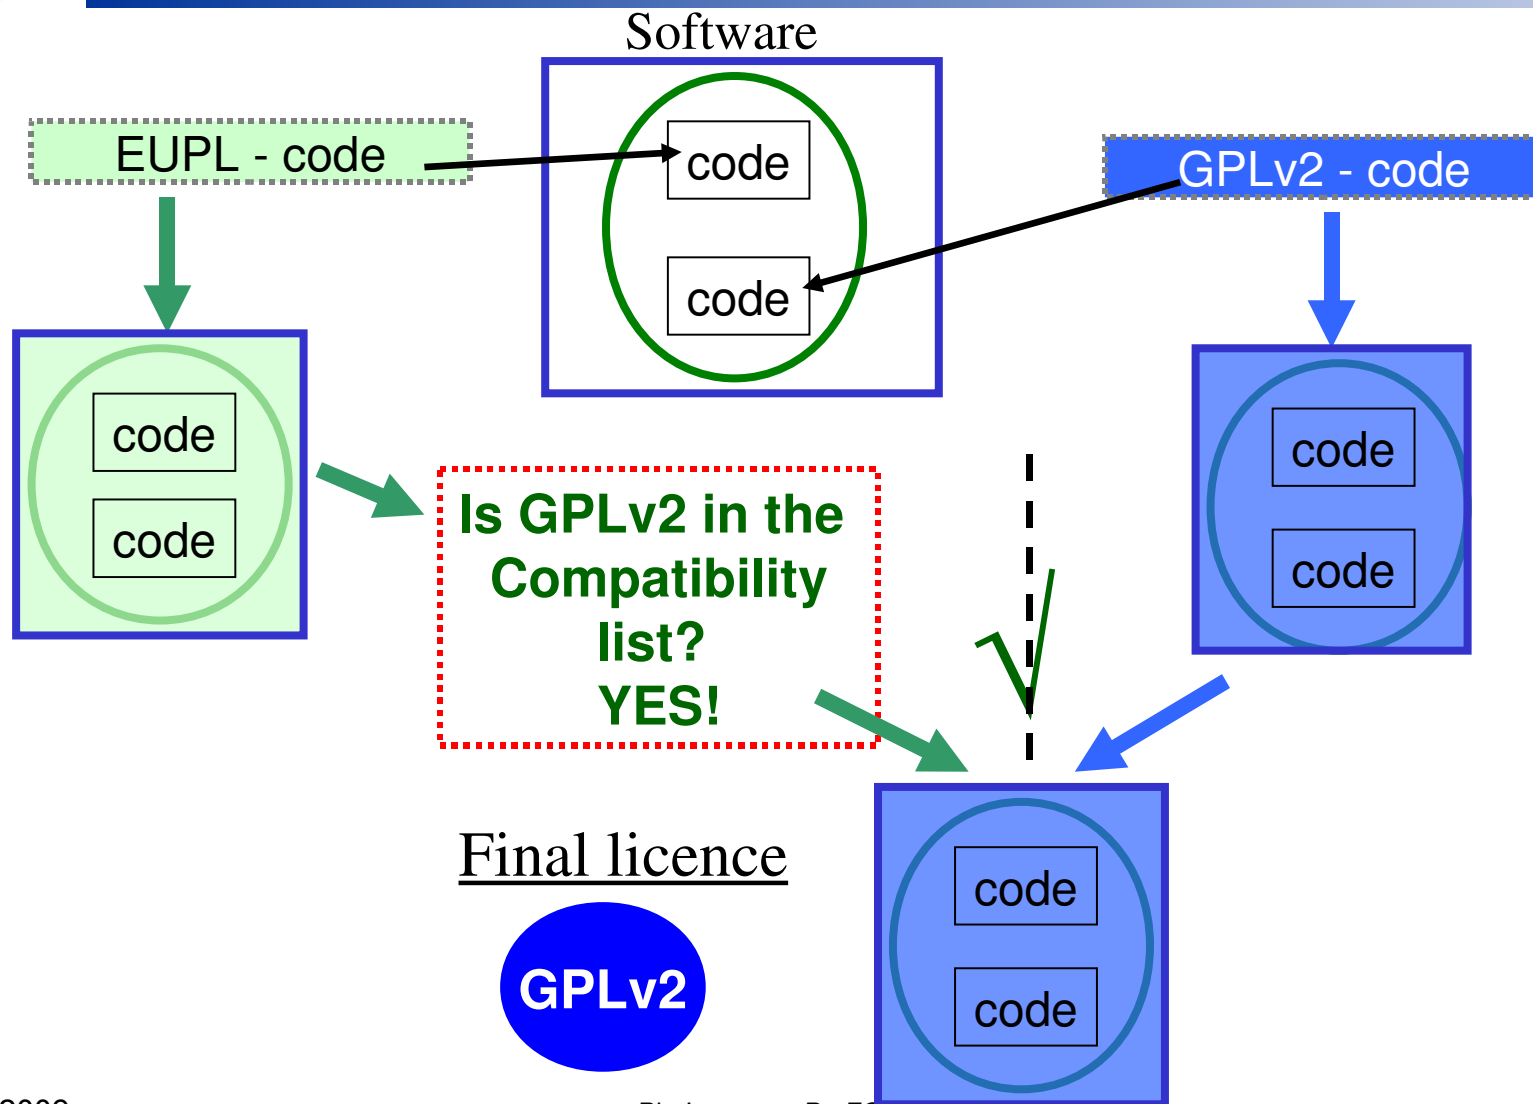 Software
EUPL - code
GPLv2 - code
code
code
code
code
code
code
Is GPLv2 in the
Compatibility
list?
YES!
Final licence
GPLv2
code
code